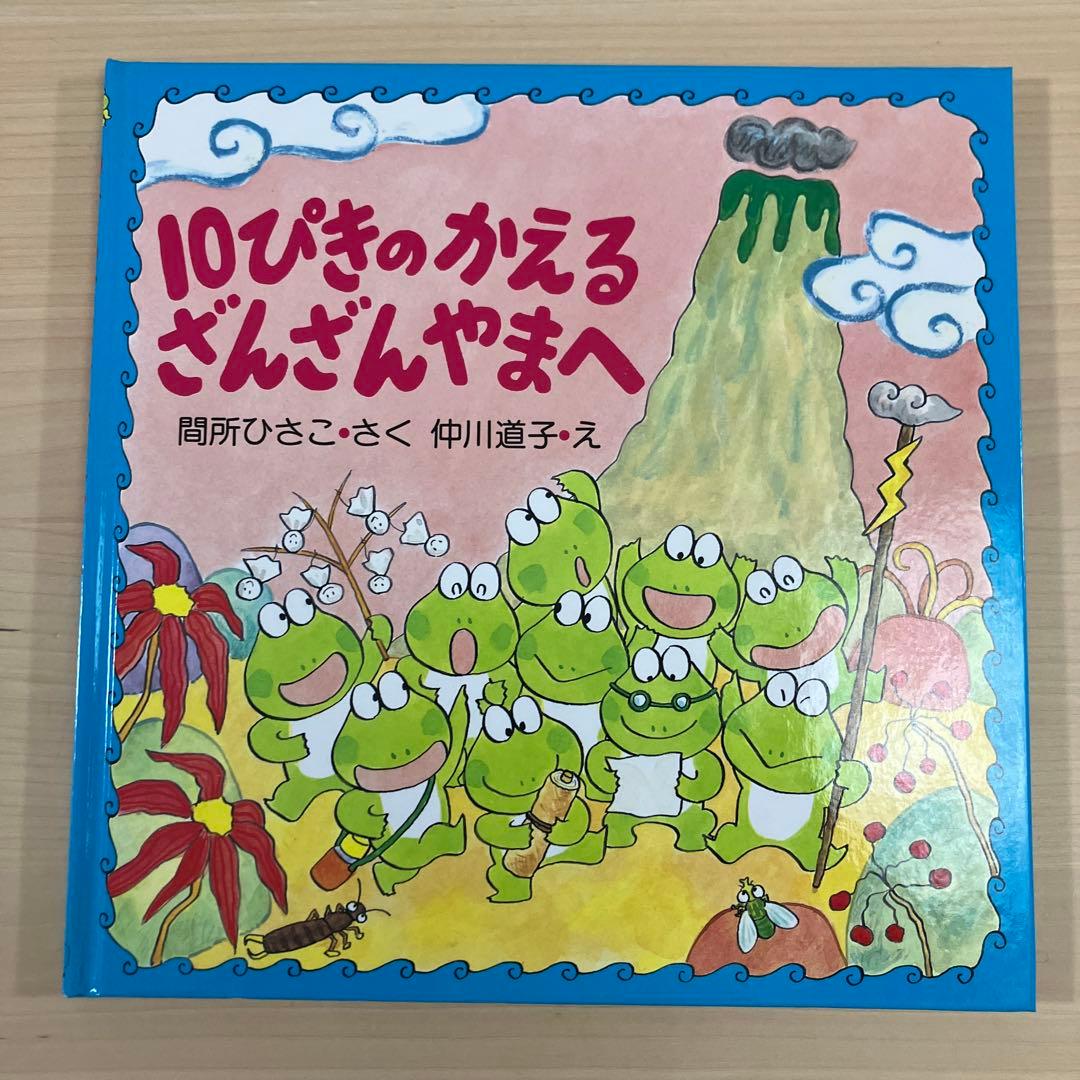 10ぴきのかえる
ざんざんやまへ
間所ひさこ・さく 仲川道子・え